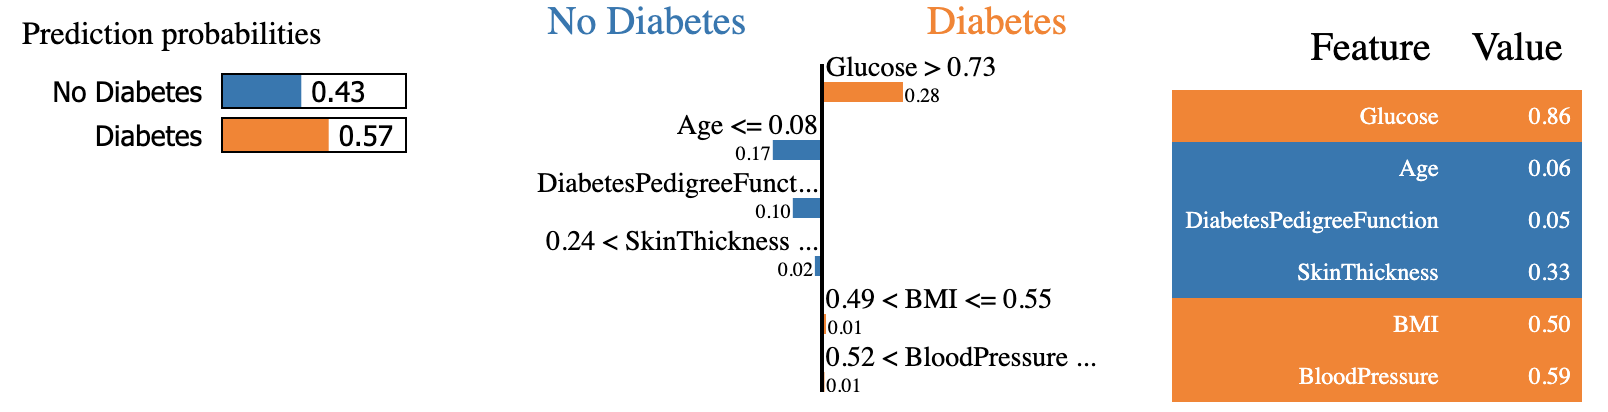 Prediction probabilities
No Diabetes 0.43
Diabetes 0.57
No Diabetes Diabetes
Glucose > 0.73
0.28
Age <= 0.08
0.17
DiabetesPedigreeFunct...
0.10
0.24 < SkinThickness ...
0.02
0.49 < BMI <= 0.55
0.01
0.52 < BloodPressure ...
0.01
Feature Value
Glucose 0.86
Age 0.06
DiabetesPedigreeFunction 0.05
SkinThickness 0.33
BMI 0.50
BloodPressure 0.59